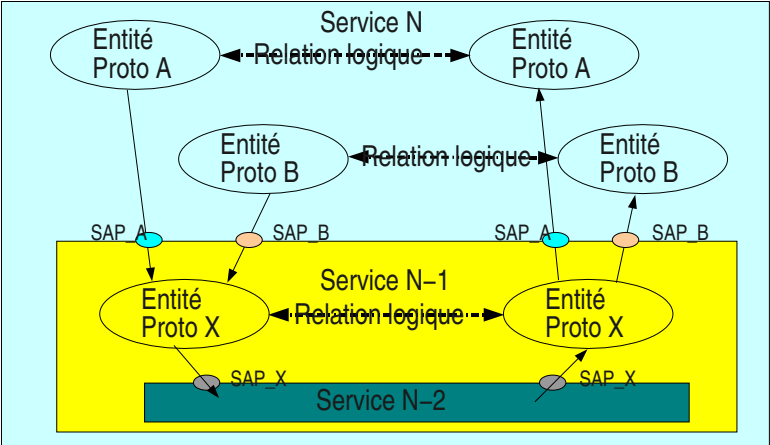 Service N
Entité
Proto A
Relation logique
Entité
Proto A
Entité
Proto B
Relation logique
Entité
Proto B
SAP_A
SAP_B
SAP_A
SAP_B
Service N−1
Entité
Proto X
Relation logique
Entité
Proto X
SAP_X
SAP_X
Service N−2